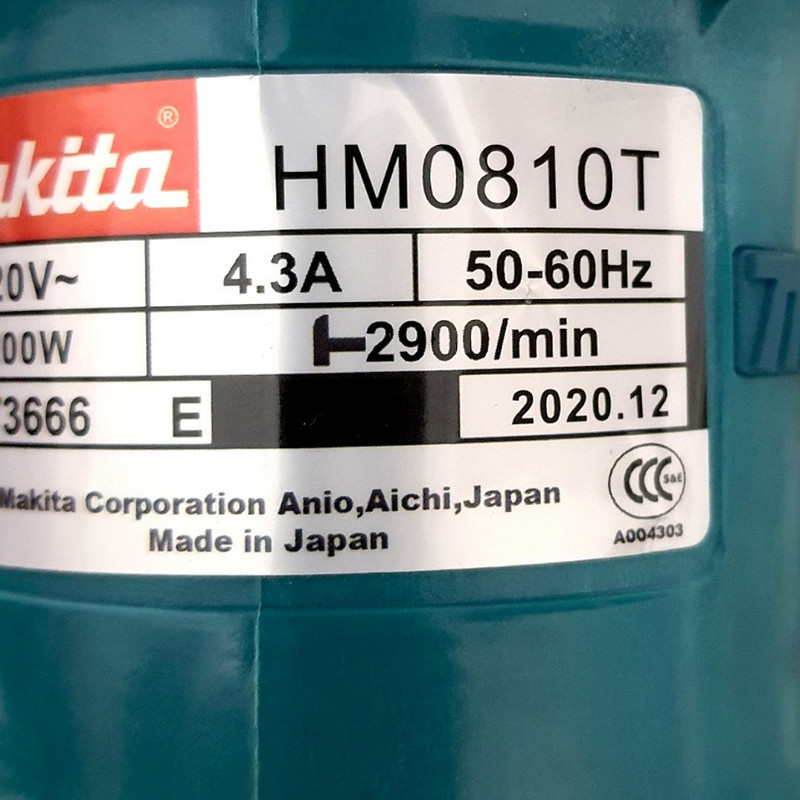 akita®
HM0810T
20V~ 4.3A 50-60Hz
00W 2900/min
3666 E 2020.12
Makita Corporation Anio,Aichi,Japan
Made in Japan
CCC S&E
A004303